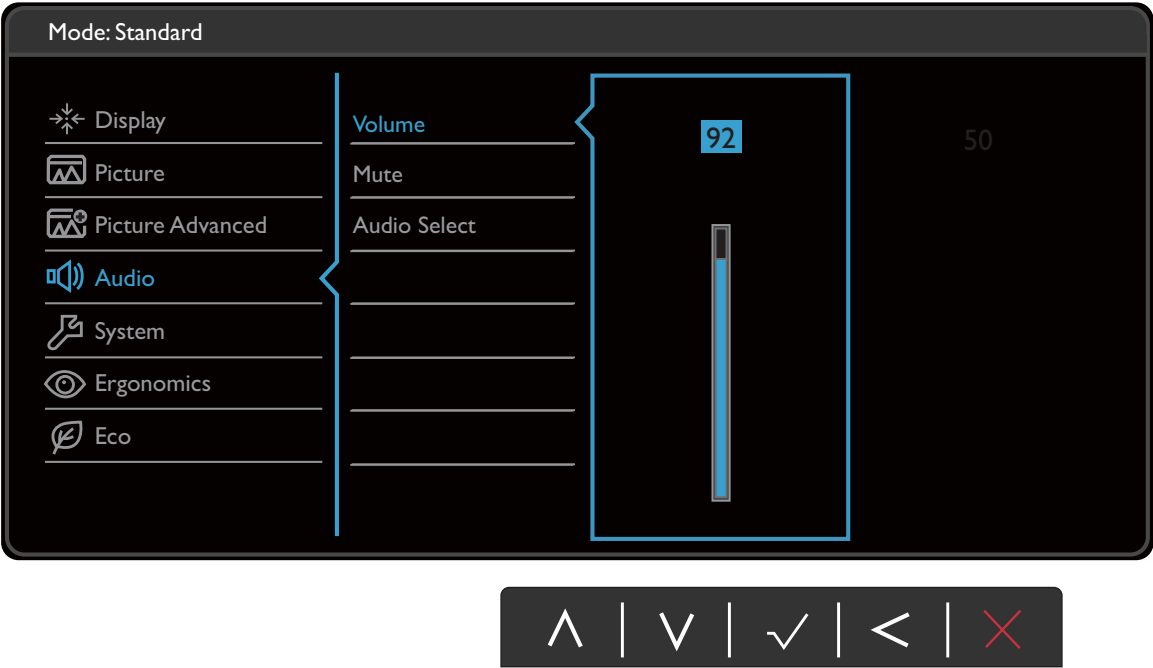 Mode: Standard
Display
Picture
Picture Advanced
Audio
System
Ergonomics
Eco
Volume
Mute
Audio Select
92
50